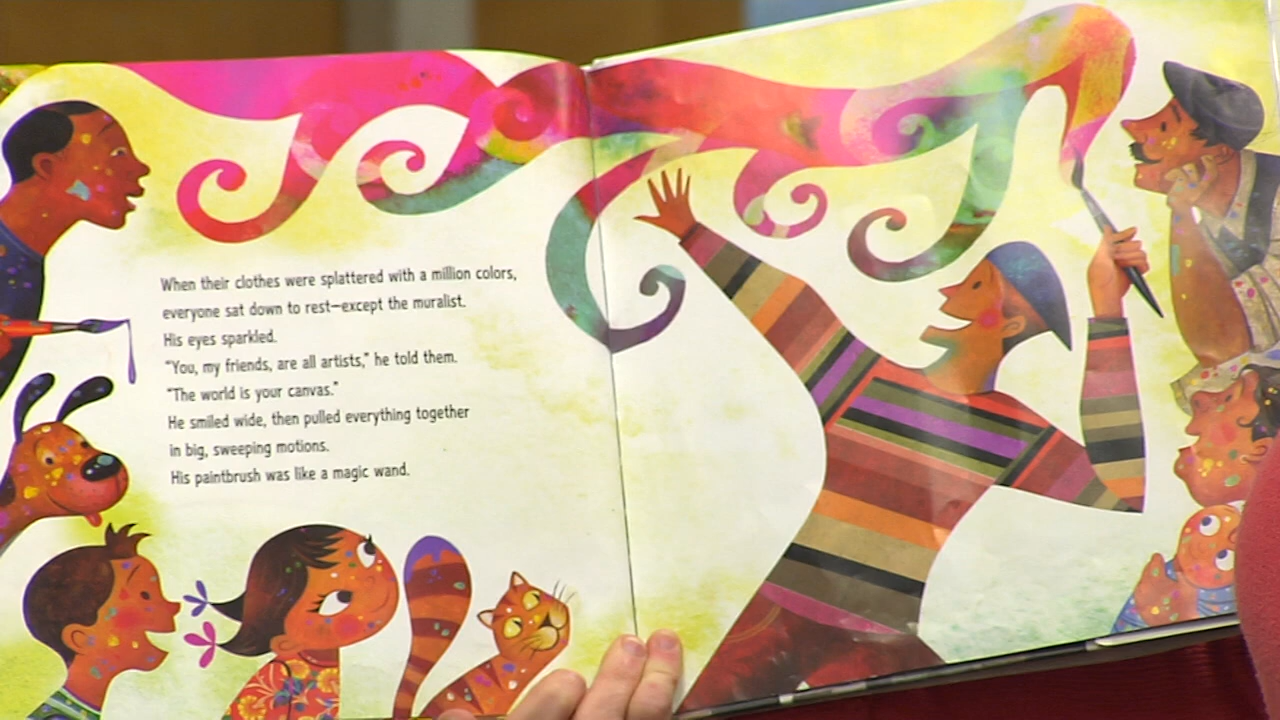 When their clothes were splattered with a million colors,
everyone sat down to rest—except the muralist.
His eyes sparkled.
"You, my friends, are all artists," he told them.
"The world is your canvas."
He smiled wide, then pulled everything together
in big, sweeping motions.
His paintbrush was like a magic wand.